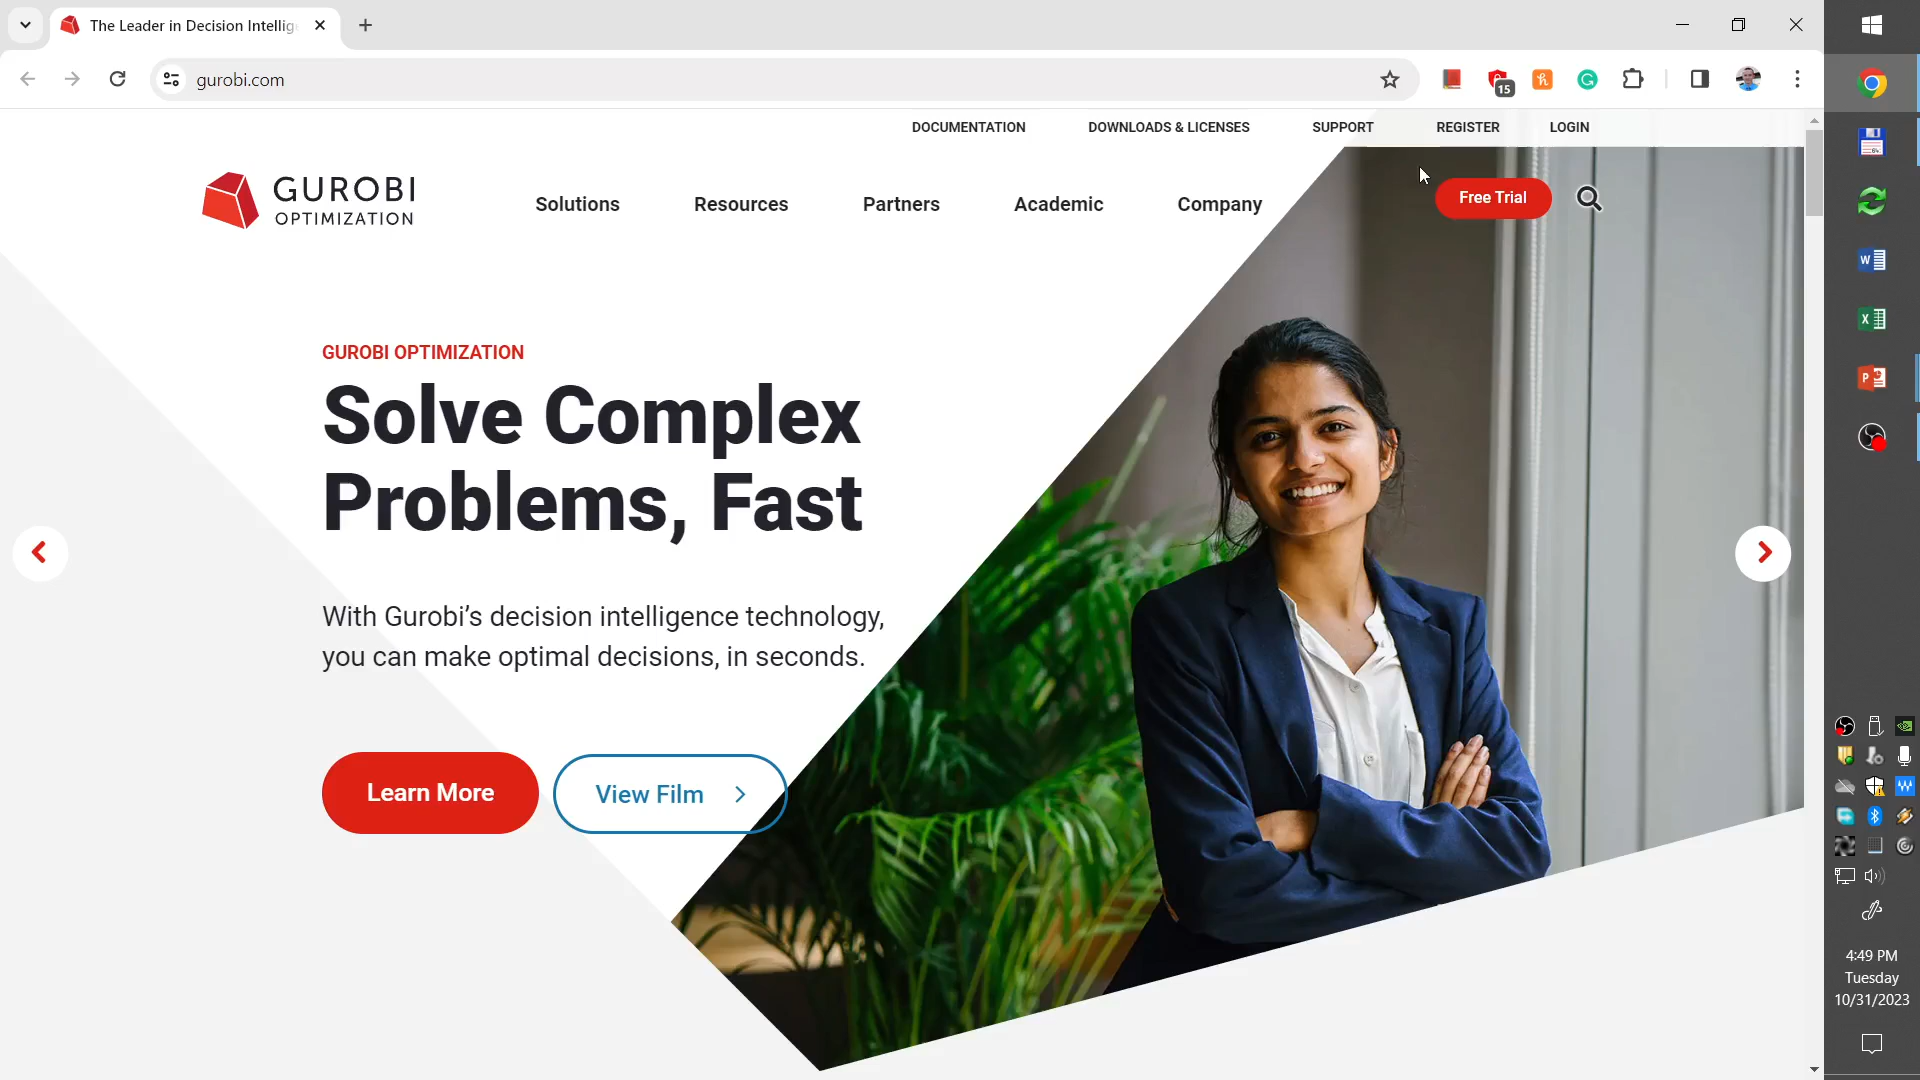 The Leader in Decision Intellig
gurobi.com
15
DOCUMENTATION
DOWNLOADS & LICENSES
SUPPORT
REGISTER
LOGIN
GUROBI
OPTIMIZATION
Solutions
Resources
Partners
Academic
Company
Free Trial
GUROBI OPTIMIZATION
Solve Complex
Problems, Fast
With Gurobi’s decision intelligence technology,
you can make optimal decisions, in seconds.
Learn More
View Film
4:49 PM
Tuesday
10/31/2023